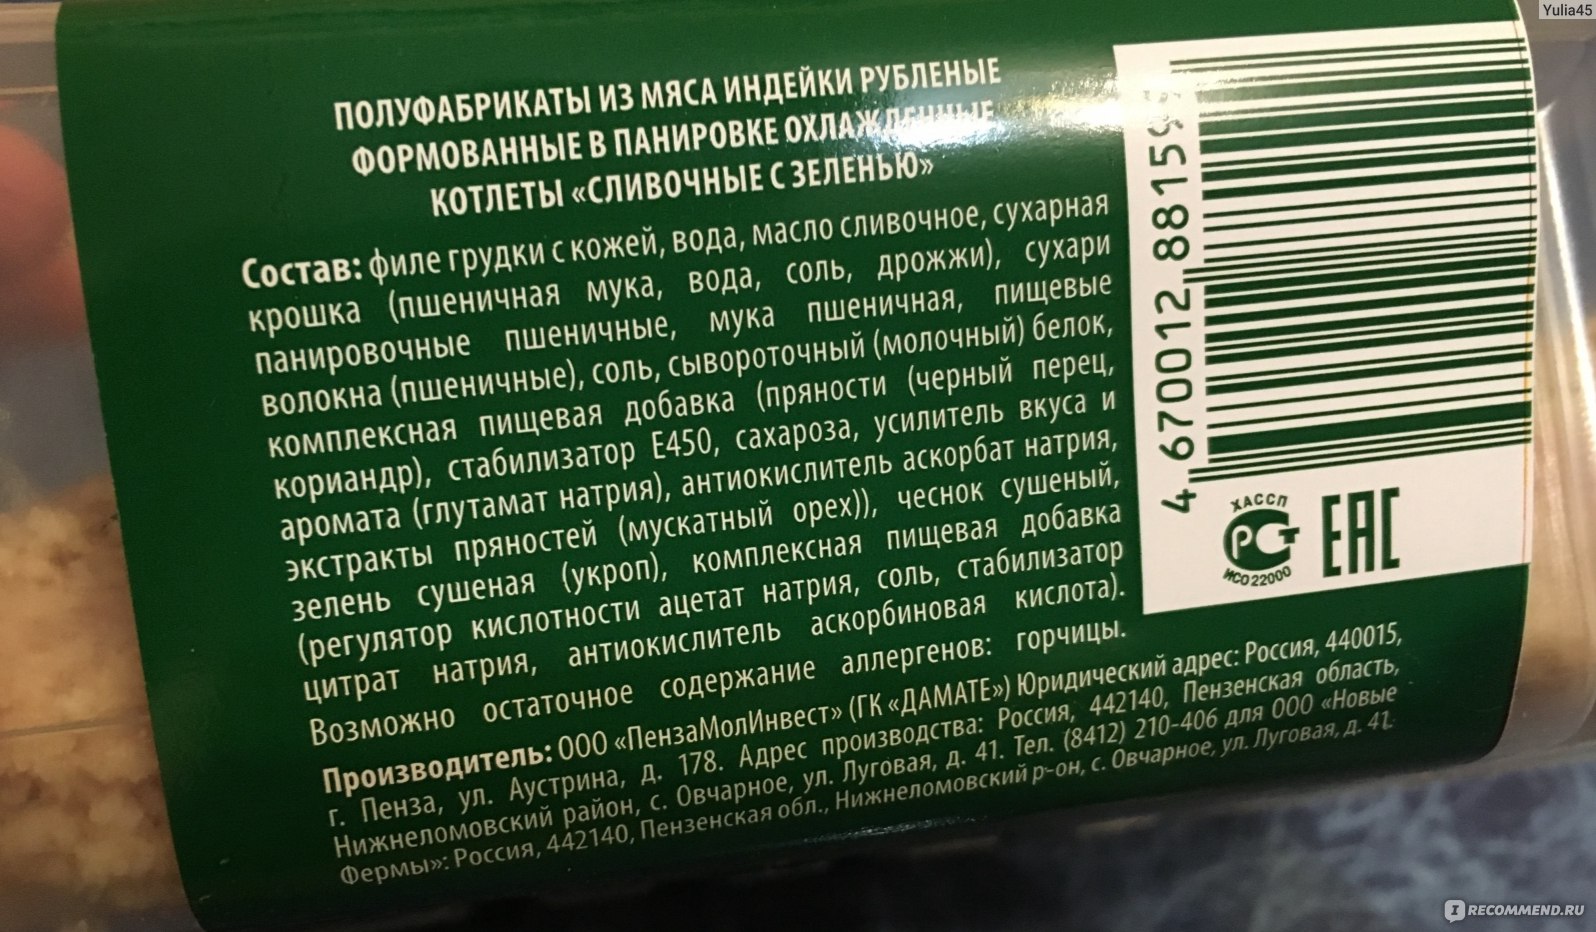 Yulia45
ПОЛУФАБРИКАТЫ ИЗ МЯСА ИНДЕЙКИ РУБЛЕНЫЕ
ФОРМОВАННЫЕ В ПАНИРОВКЕ ОХЛАЖДЕННЫЕ
КОТЛЕТЫ «СЛИВОЧНЫЕ С ЗЕЛЕНЬЮ»
Состав: филе грудки с кожей, вода, масло сливочное, сухарная
крошка (пшеничная мука, вода, соль, дрожжи), сухари
панировочные пшеничные, мука пшеничная, пищевые
волокна (пшеничные), соль, сывороточный (молочный) белок,
комплексная пищевая добавка (пряности (черный перец,
кориандр), стабилизатор Е450, сахароза, усилитель вкуса и
аромата (глутамат натрия), антиокислитель аскорбат натрия,
экстракты пряностей (мускатный орех)), чеснок сушеный,
зелень сушеная (укроп), комплексная пищевая добавка
(регулятор кислотности ацетат натрия, соль, стабилизатор
цитрат натрия, антиокислитель аскорбиновая кислота).
Возможно остаточное содержание аллергенов: горчицы.
Производитель: ООО «ПензаМолИнвест» (ГК «ДАМАТЕ») Юридический адрес: Россия, 440015,
г. Пенза, ул. Аустрина, д. 178. Адрес производства: Россия, 442140, Пензенская область,
Нижнеломовский район, с. Овчарное, ул. Луговая, д. 41. Тел. (8412) 210-406 для ООО «Новые
Фермы»: Россия, 442140, Пензенская обл., Нижнеломовский р-он, с. Овчарное, ул. Луговая, д. 41.
4 670012 88159
ХАССП
РСТ
ИСО 22000
EAC
IRECOMMEND.RU